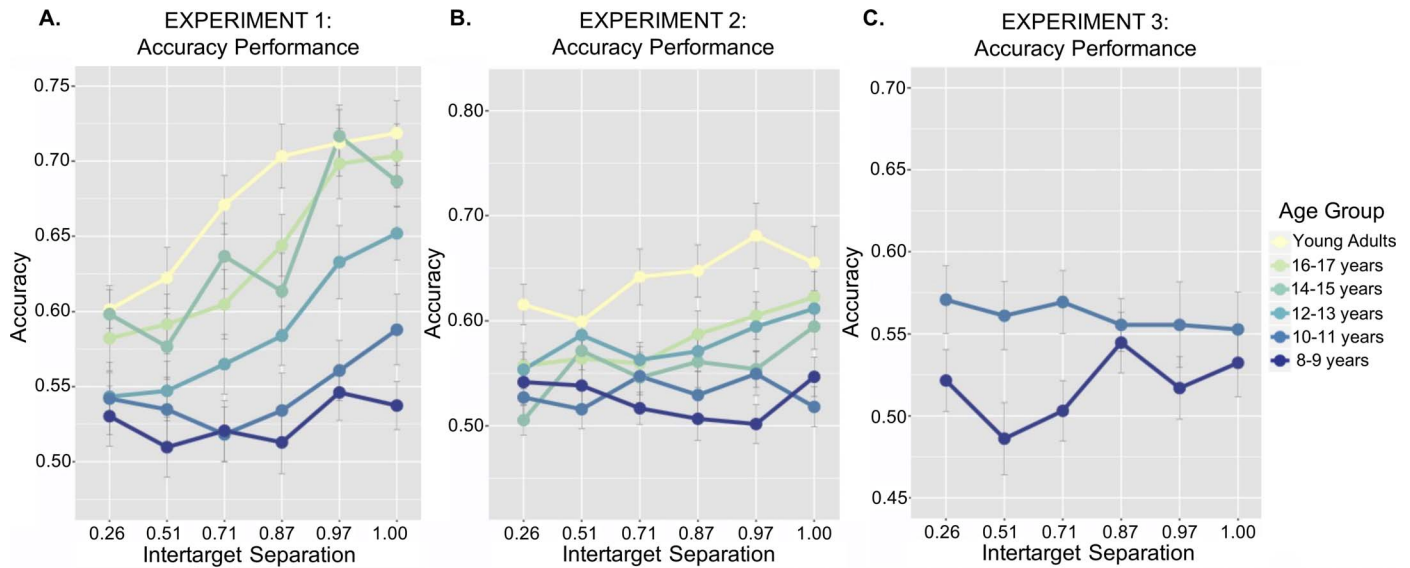 A.
EXPERIMENT 1:
Accuracy Performance
Accuracy
0.75
0.70
0.65
0.60
0.55
0.50
0.26 0.51 0.71 0.87 0.97 1.00
Intertarget Separation
B.
EXPERIMENT 2:
Accuracy Performance
Accuracy
0.80
0.70
0.60
0.50
0.26 0.51 0.71 0.87 0.97 1.00
Intertarget Separation
C.
EXPERIMENT 3:
Accuracy Performance
Accuracy
0.70
0.65
0.60
0.55
0.50
0.45
0.26 0.51 0.71 0.87 0.97 1.00
Intertarget Separation
Age Group
Young Adults
16-17 years
14-15 years
12-13 years
10-11 years
8-9 years